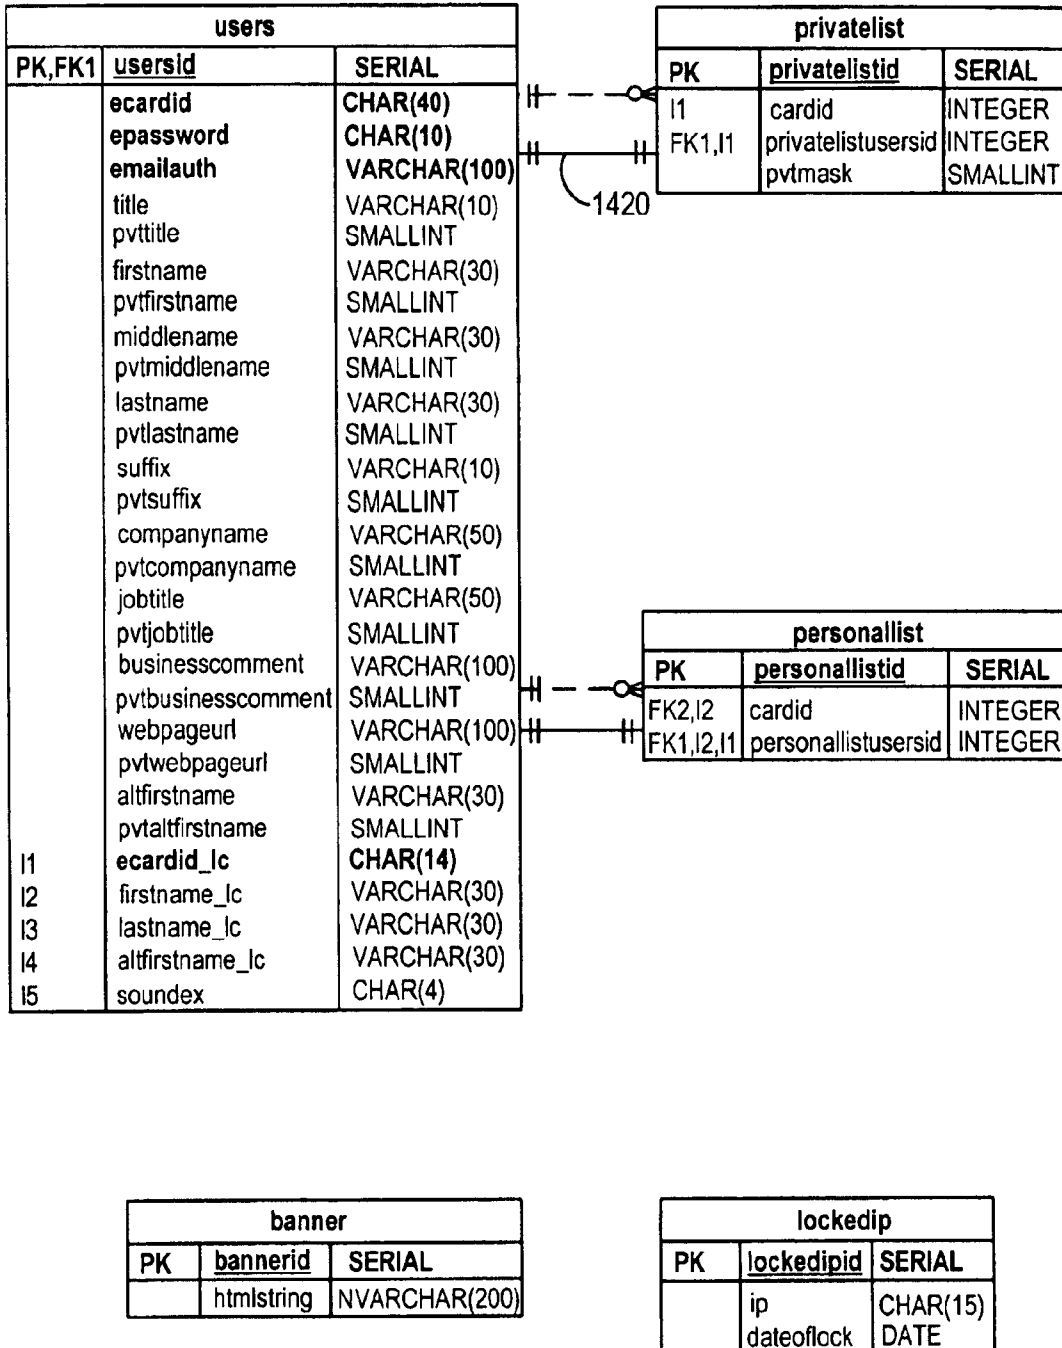 users
PK,FK1 usersid SERIAL
ecardid CHAR(40)
epassword CHAR(10)
emailauth VARCHAR(100)
title VARCHAR(10)
pvttitle SMALLINT
firstname VARCHAR(30)
pvtfirstname SMALLINT
middlename VARCHAR(30)
pvtmiddlename SMALLINT
lastname VARCHAR(30)
pvtlastname SMALLINT
suffix VARCHAR(10)
pvtsuffix SMALLINT
companyname VARCHAR(50)
pvtcompanyname SMALLINT
jobtitle VARCHAR(50)
pvtjobtitle SMALLINT
businesscomment VARCHAR(100)
pvtbusinesscomment SMALLINT
webpageurl VARCHAR(100)
pvtwebpageurl SMALLINT
altfirstname VARCHAR(30)
pvtaltfirstname SMALLINT
I1 ecardid_lc CHAR(14)
I2 firstname_lc VARCHAR(30)
I3 lastname_lc VARCHAR(30)
I4 altfirstname_lc VARCHAR(30)
I5 soundex CHAR(4)
privatelist
PK privatelistid SERIAL
I1 cardid INTEGER
FK1,I1 privatelistusersid INTEGER
pvtmask SMALLINT
1420
personallist
PK personallistid SERIAL
FK2,I2 cardid INTEGER
FK1,I2,I1 personallistusersid INTEGER
banner
PK bannerid SERIAL
htmlstring NVARCHAR(200)
lockedip
PK lockedipid SERIAL
ip CHAR(15)
dateoflock DATE